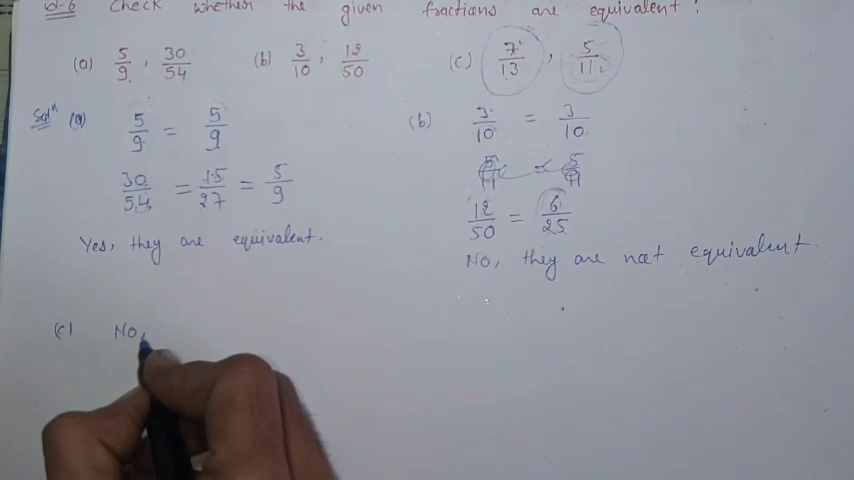 Q-6 Check whether the given fractions are equivalent?
(a) 5/9, 30/54 (b) 3/10, 12/50 (c) 7/13, 5/11
Solⁿ (a) 5/9 = 5/9
30/54 = 15/27 = 5/9
Yes, they are equivalent.
(b) 3/10 = 3/10
12/50 = 6/25
No, they are not equivalent.
(c) No,